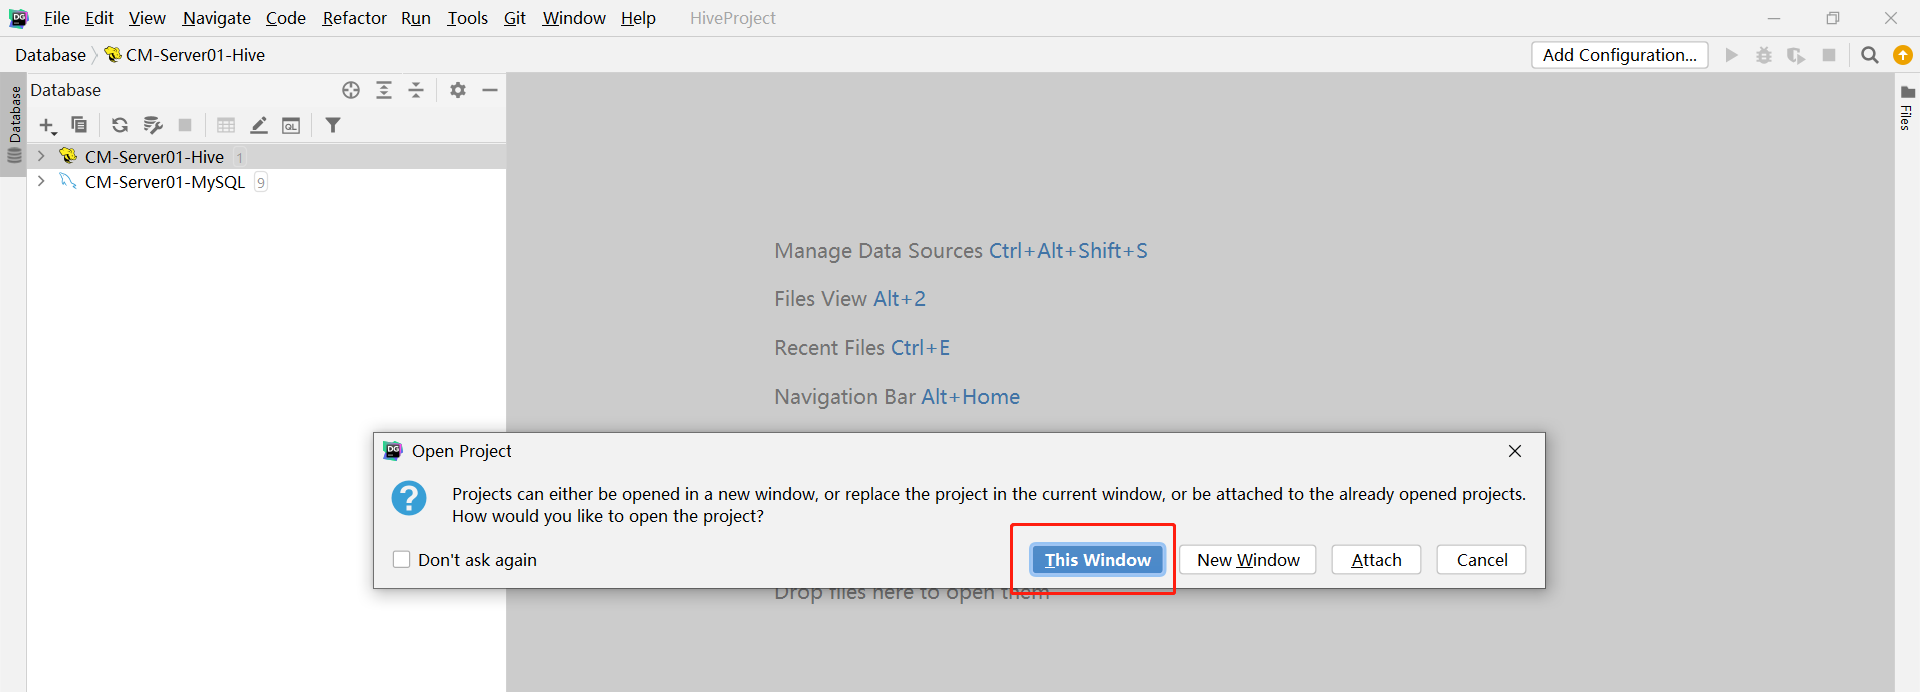 DG File Edit View Navigate Code Refactor Run Tools Git Window Help HiveProject
Database CM-Server01-Hive Add Configuration...
Database
Database
Files
QL
CM-Server01-Hive 1
CM-Server01-MySQL 9
Manage Data Sources Ctrl+Alt+Shift+S
Files View Alt+2
Recent Files Ctrl+E
Navigation Bar Alt+Home
DG Open Project
Projects can either be opened in a new window, or replace the project in the current window, or be attached to the already opened projects.
How would you like to open the project?
Don't ask again This Window New Window Attach Cancel
Drop files here to open them